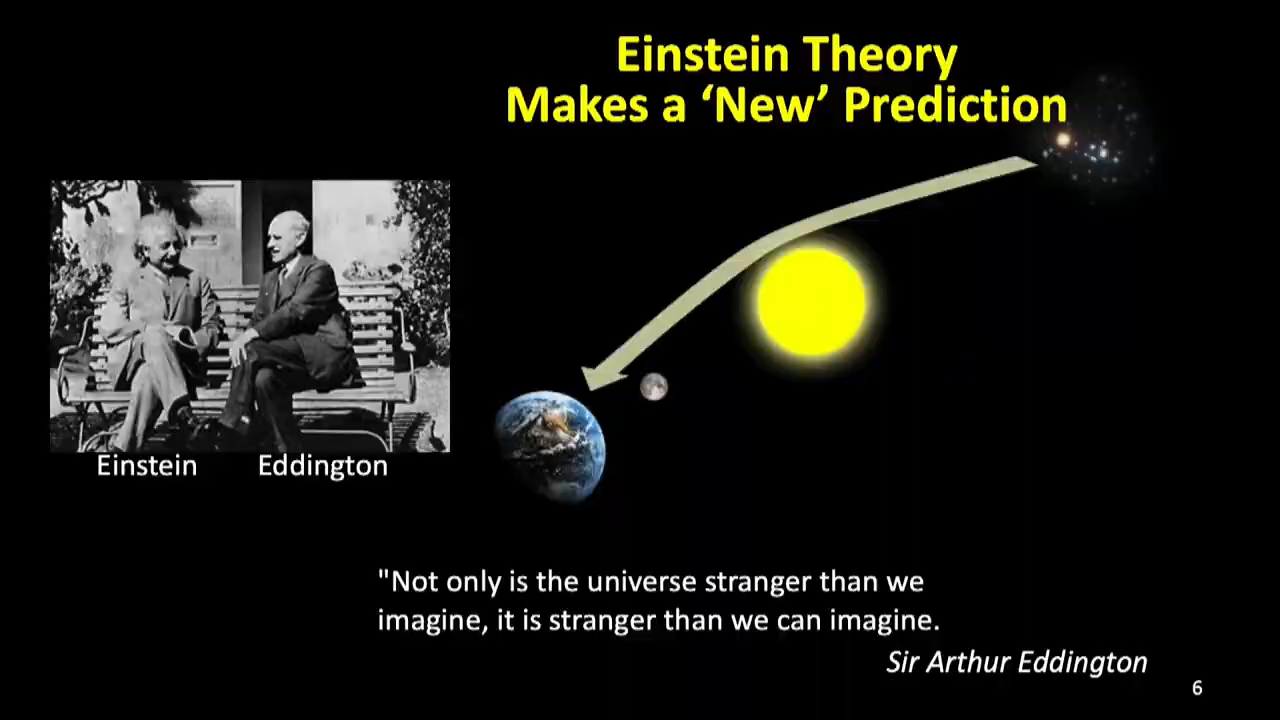 Einstein Theory
Makes a ‘New’ Prediction
Einstein
Eddington
"Not only is the universe stranger than we
imagine, it is stranger than we can imagine.
Sir Arthur Eddington
6